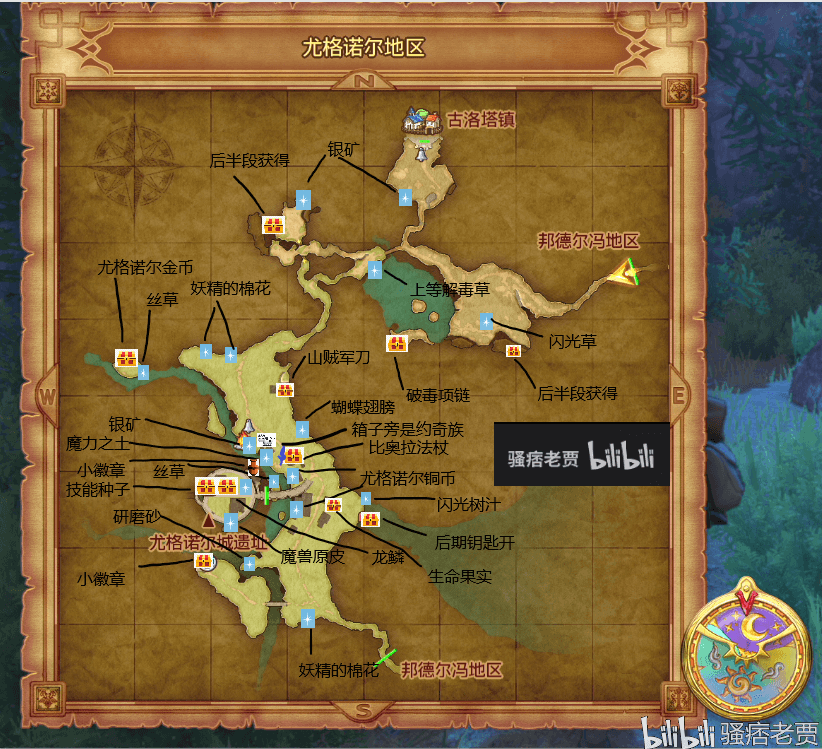 尤格诺尔地区
N
古洛塔镇
银矿
后半段获得
邦德尔冯地区
尤格诺尔金币
妖精的棉花
丝草
上等解毒草
闪光草
山贼军刀
破毒项链
后半段获得
W
E
蝴蝶翅膀
银矿
箱子旁是约奇族
魔力之土
比奥拉法杖
骚痞老贾 bilibili
小徽章
丝草
尤格诺尔铜币
技能种子
闪光树汁
研磨砂
尤格诺尔城遗址
后期钥匙开
魔兽原皮
龙鳞
小徽章
生命果实
妖精的棉花
邦德尔冯地区
S
bilibili 骚痞老贾